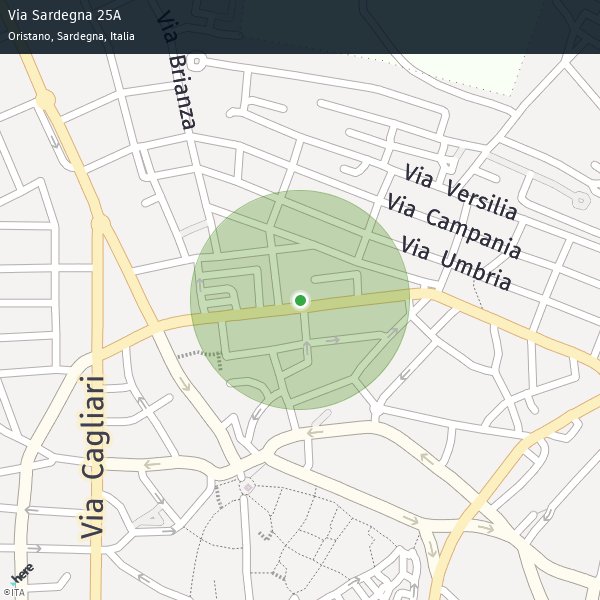 Via Sardegna 25A
Oristano, Sardegna, Italia
Via Brianza
Via Versilia
Via Campania
Via Umbria
Via Cagliari
here
©ITA